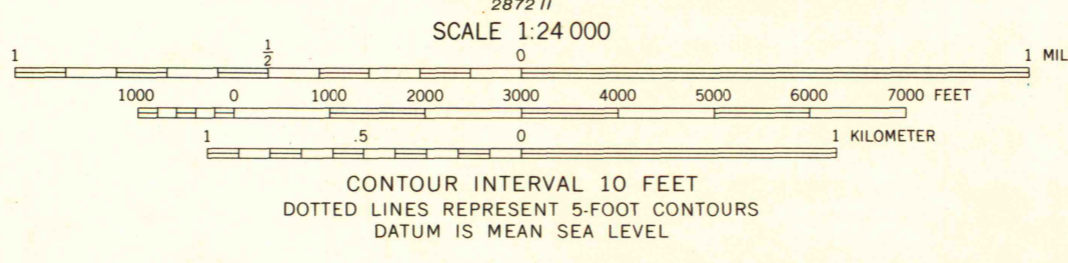 2872 II
SCALE 1:24 000
1 1/2 0 1 MIL
1000 0 1000 2000 3000 4000 5000 6000 7000 FEET
1 .5 0 1 KILOMETER
CONTOUR INTERVAL 10 FEET
DOTTED LINES REPRESENT 5-FOOT CONTOURS
DATUM IS MEAN SEA LEVEL